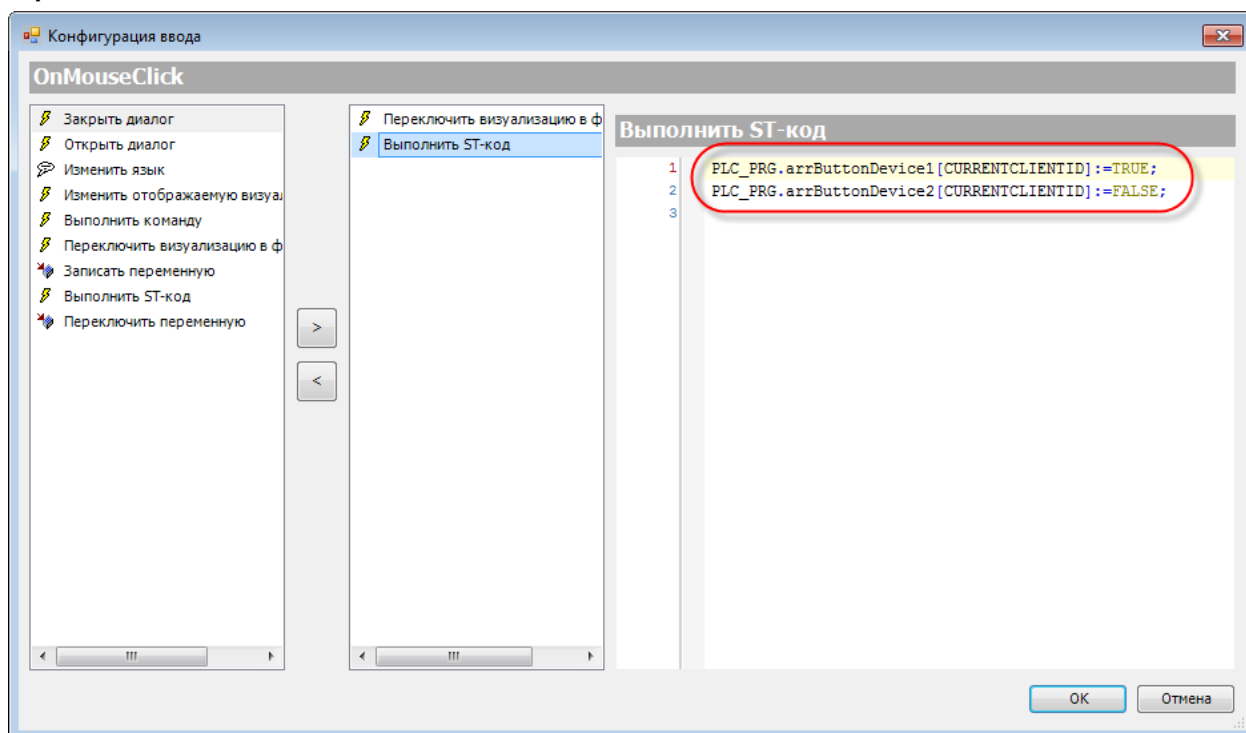 Конфигурация ввода
OnMouseClick
Закрыть диалог
Открыть диалог
Изменить язык
Изменить отображаемую визуа
Выполнить команду
Переключить визуализацию в ф
Записать переменную
Выполнить ST-код
Переключить переменную
>
<
Переключить визуализацию в ф
Выполнить ST-код
Выполнить ST-код
1 PLC_PRG.arrButtonDevice1[CURRENTCLIENTID]:=TRUE;
2 PLC_PRG.arrButtonDevice2[CURRENTCLIENTID]:=FALSE;
3
OK Отмена